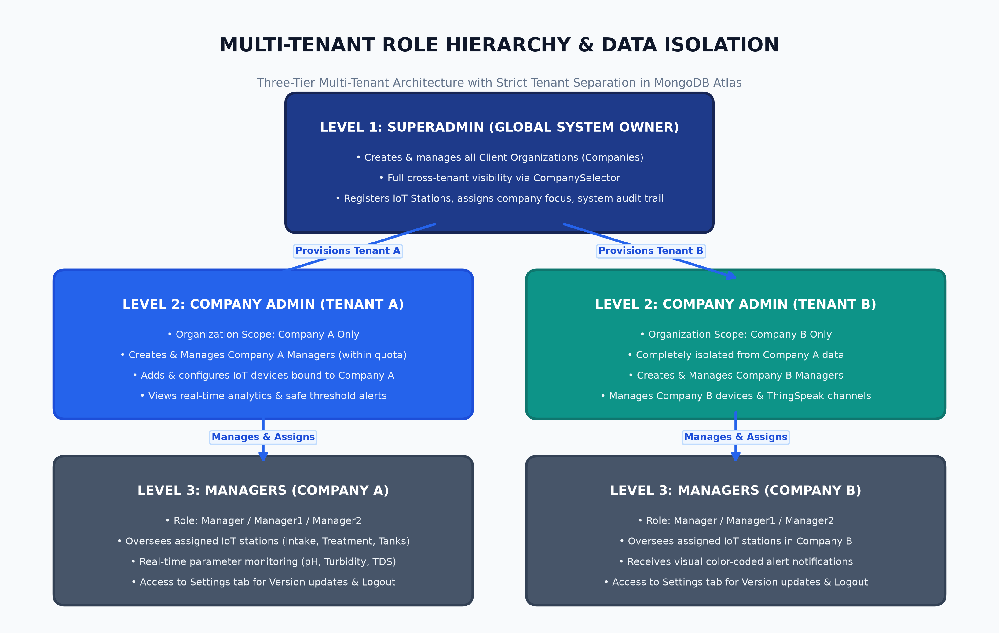 MULTI-TENANT ROLE HIERARCHY & DATA ISOLATION
Three-Tier Multi-Tenant Architecture with Strict Tenant Separation in MongoDB Atlas
LEVEL 1: SUPERADMIN (GLOBAL SYSTEM OWNER)
• Creates & manages all Client Organizations (Companies)
• Full cross-tenant visibility via CompanySelector
• Registers IoT Stations, assigns company focus, system audit trail
Provisions Tenant A
Provisions Tenant B
LEVEL 2: COMPANY ADMIN (TENANT A)
• Organization Scope: Company A Only
• Creates & Manages Company A Managers (within quota)
• Adds & configures IoT devices bound to Company A
• Views real-time analytics & safe threshold alerts
LEVEL 2: COMPANY ADMIN (TENANT B)
• Organization Scope: Company B Only
• Completely isolated from Company A data
• Creates & Manages Company B Managers
• Manages Company B devices & ThingSpeak channels
Manages & Assigns
Manages & Assigns
LEVEL 3: MANAGERS (COMPANY A)
• Role: Manager / Manager1 / Manager2
• Oversees assigned IoT stations (Intake, Treatment, Tanks)
• Real-time parameter monitoring (pH, Turbidity, TDS)
• Access to Settings tab for Version updates & Logout
LEVEL 3: MANAGERS (COMPANY B)
• Role: Manager / Manager1 / Manager2
• Oversees assigned IoT stations in Company B
• Receives visual color-coded alert notifications
• Access to Settings tab for Version updates & Logout